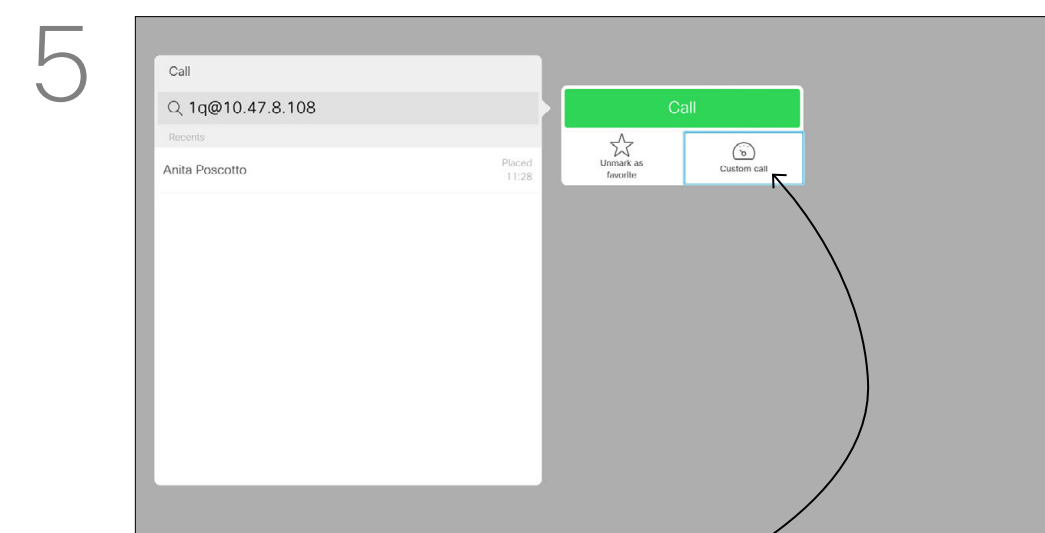 5
Call
1q@10.47.8.108
Recents
Anita Poscotto
Placed
11:28
Call
Unmark as
favorite
Custom call